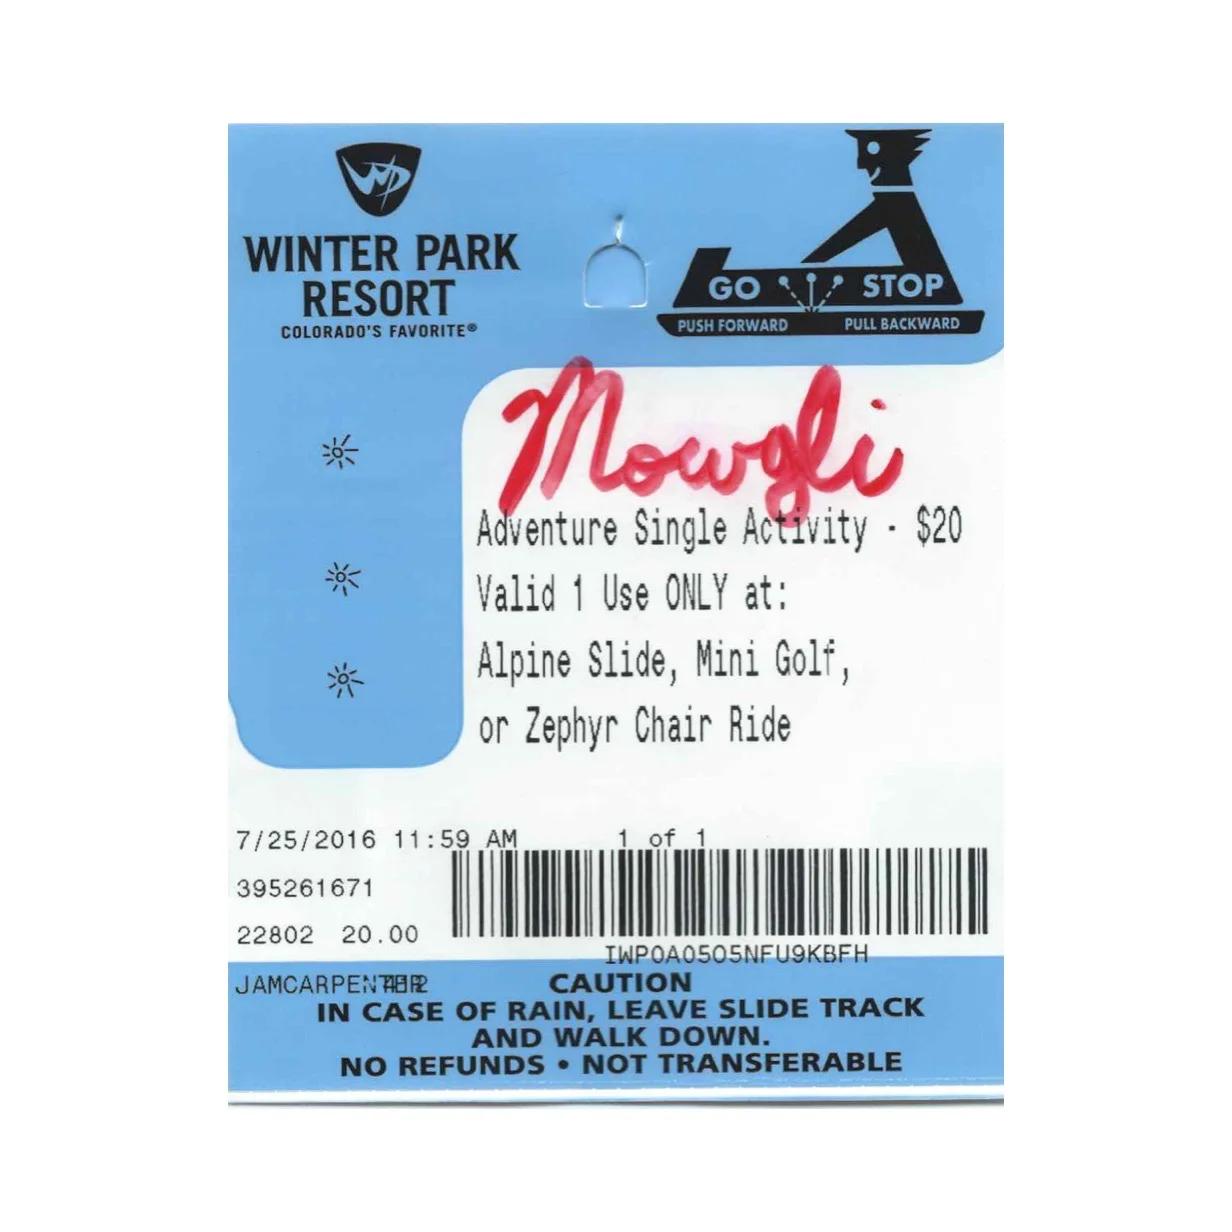 WINTER PARK
RESORT
COLORADO'S FAVORITE®
GO STOP
PUSH FORWARD PULL BACKWARD
Mowgli
Adventure Single Activity - $20
Valid 1 Use ONLY at:
Alpine Slide, Mini Golf,
or Zephyr Chair Ride
7/25/2016 11:59 AM 1 of 1
395261671
22802 20.00
IWP0A0505NFU9KBFH
CAUTION
IN CASE OF RAIN, LEAVE SLIDE TRACK
AND WALK DOWN.
NO REFUNDS • NOT TRANSFERABLE